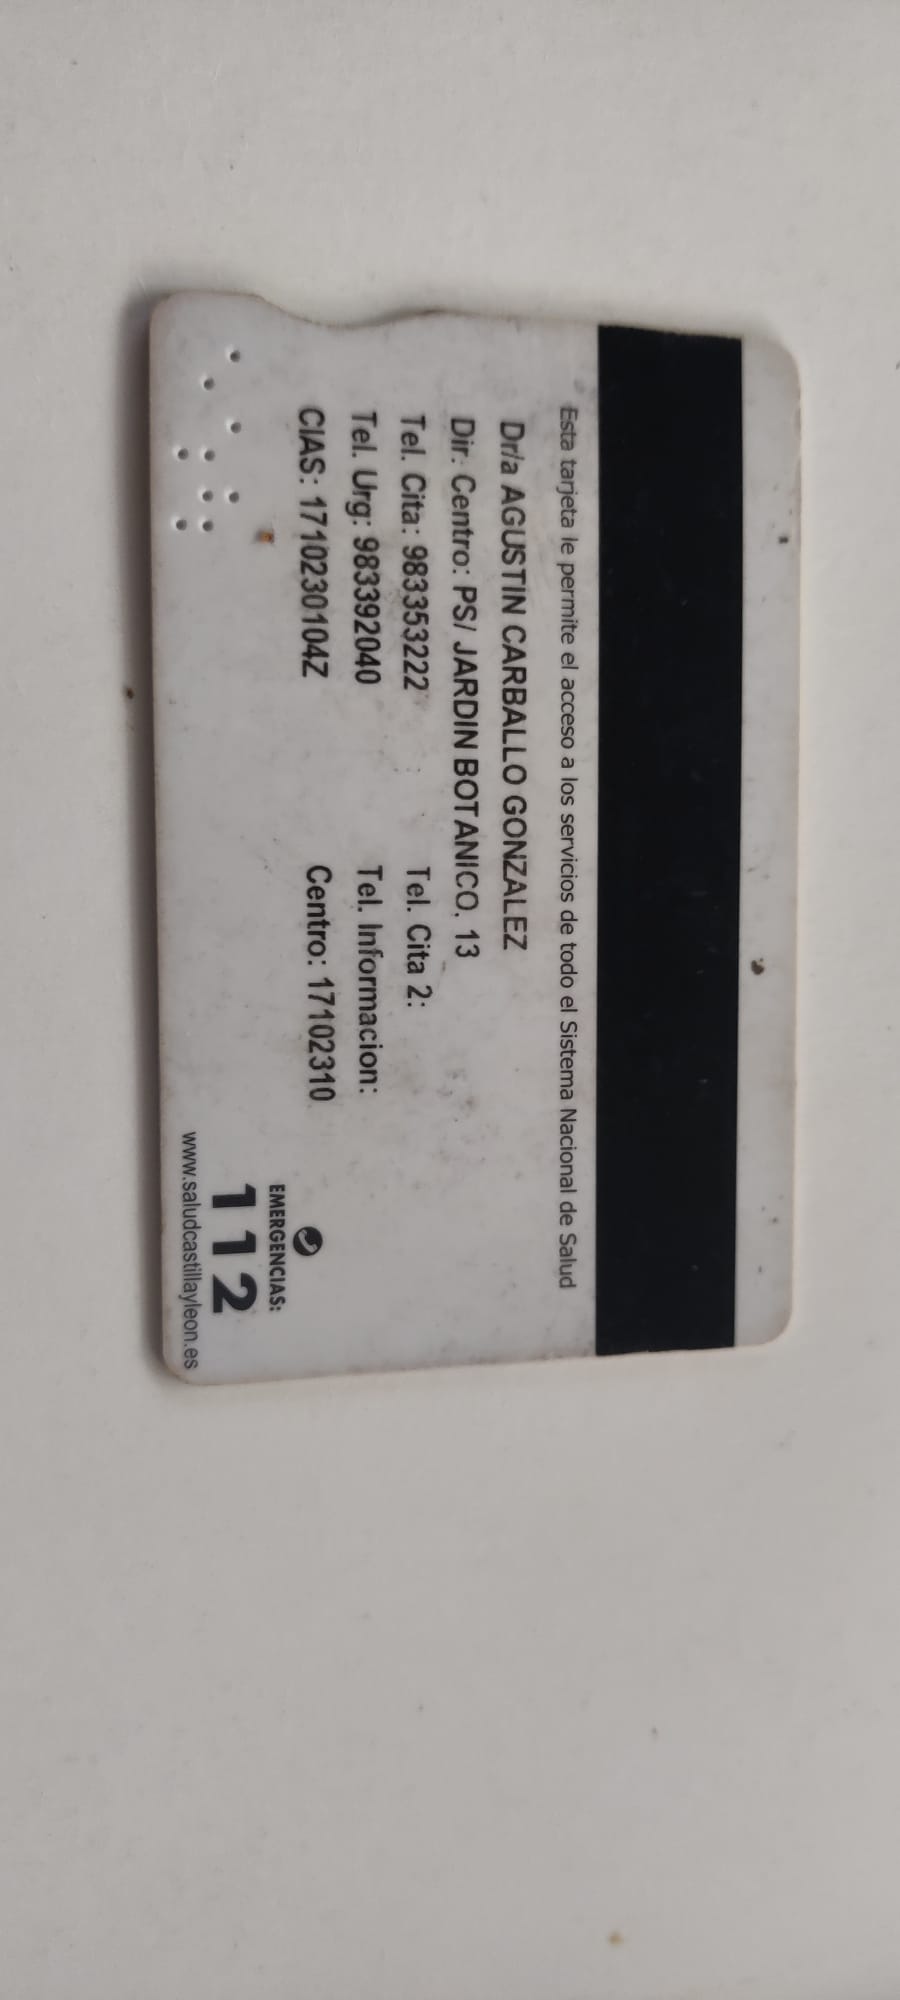 Esta tarjeta le permite el acceso a los servicios de todo el Sistema Nacional de Salud
Dr/a AGUSTIN CARBALLO GONZALEZ
Dir. Centro: PS/ JARDIN BOTANICO, 13
Tel. Cita: 983353222 Tel. Cita 2:
Tel. Urg: 983392040 Tel. Informacion:
CIAS: 1710230104Z Centro: 17102310
EMERGENCIAS:
112
www.saludcastillayleon.es